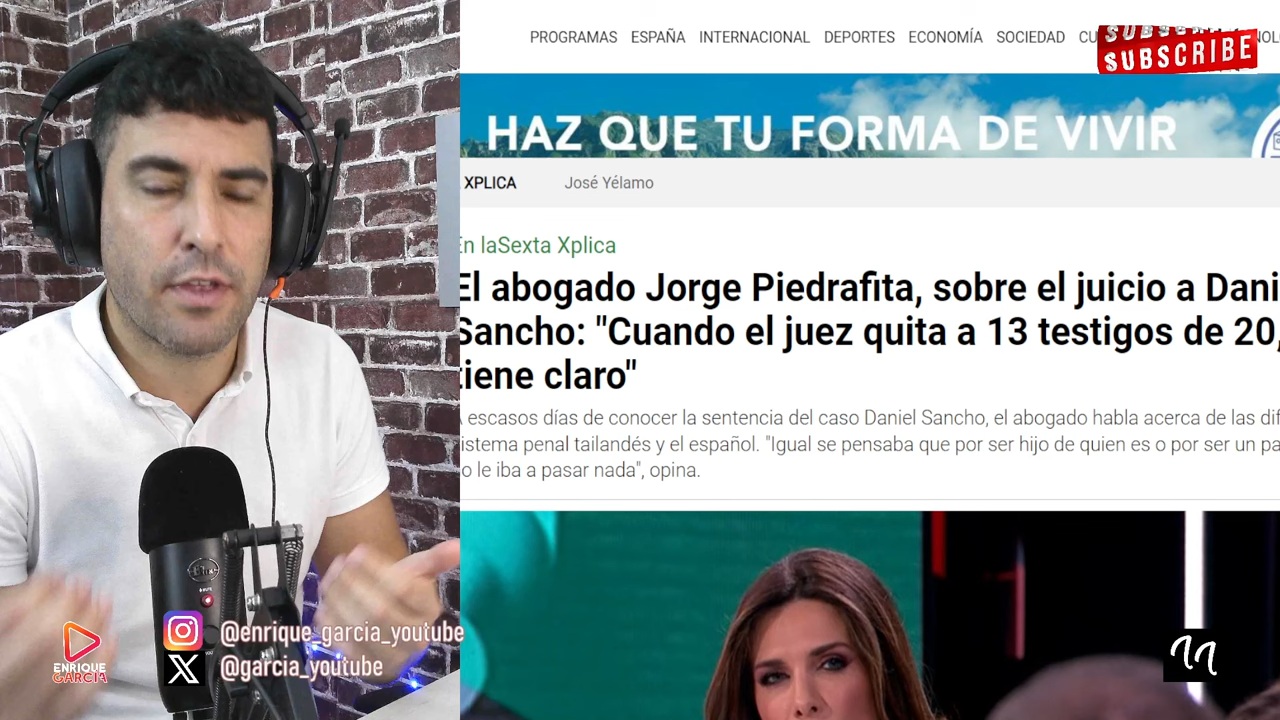 PROGRAMAS ESPAÑA INTERNACIONAL DEPORTES ECONOMÍA SOCIEDAD
SUBSCRIBE
SUBSCRIBE
HAZ QUE TU FORMA DE VIVIR
XPLICA José Yélamo
En laSexta Xplica
El abogado Jorge Piedrafita, sobre el juicio a Dani
Sancho: "Cuando el juez quita a 13 testigos de 20,
tiene claro"
escasos días de conocer la sentencia del caso Daniel Sancho, el abogado habla acerca de las dif
istema penal tailandés y el español. "Igual se pensaba que por ser hijo de quien es o por ser un pa
o le iba a pasar nada", opina.
@enrique_garcia_youtube
@garcia_youtube
ENRIQUE
GARCIA